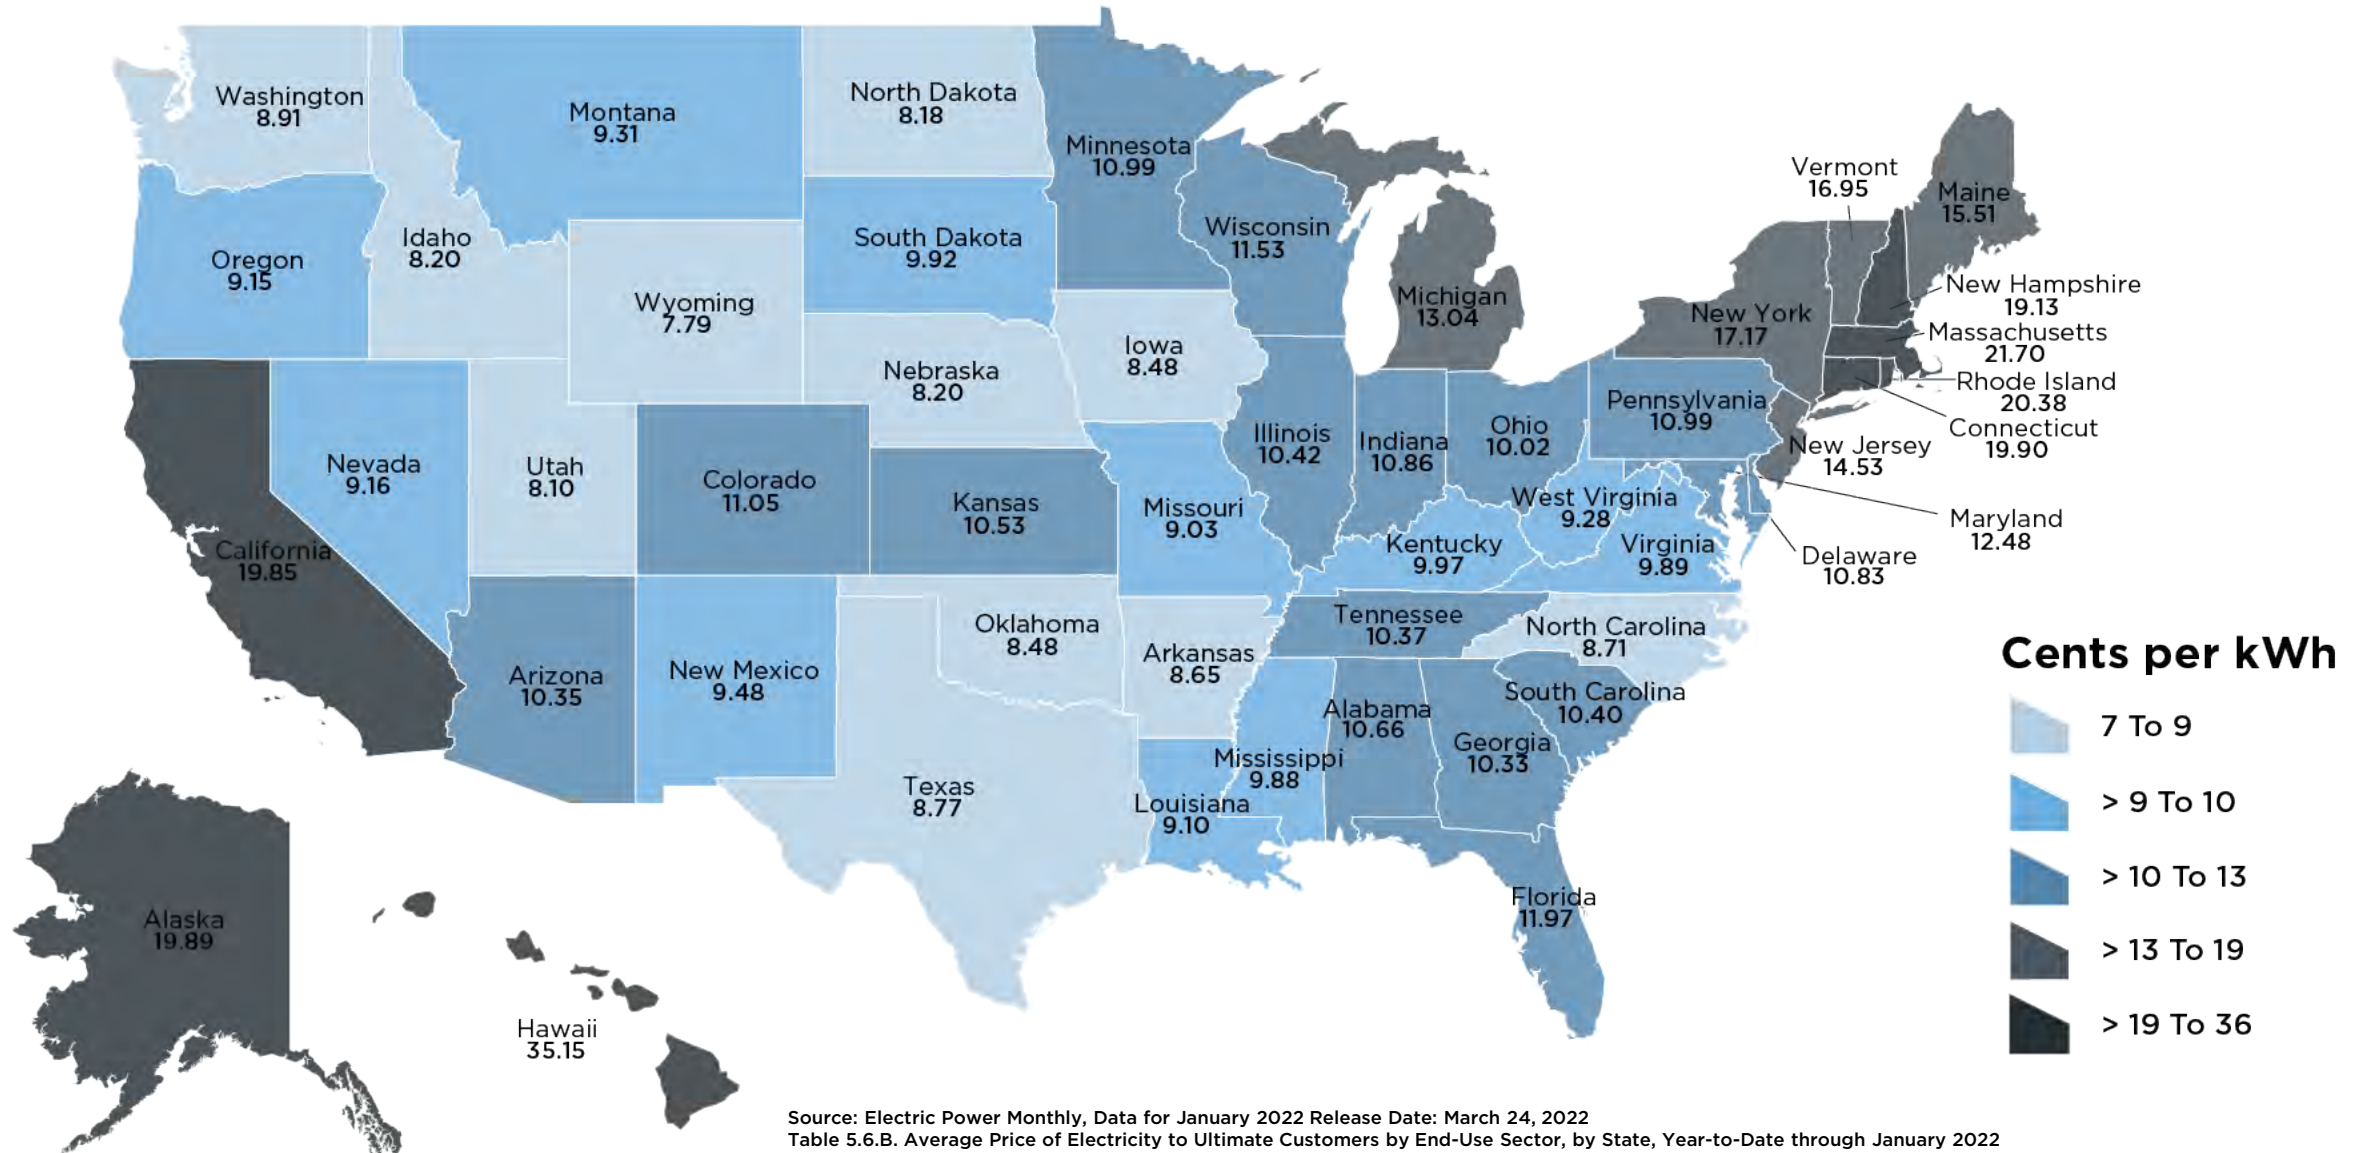 Washington
8.91
Montana
9.31
North Dakota
8.18
Minnesota
10.99
Wisconsin
11.53
Michigan
13.04
Vermont
16.95
Maine
15.51
New Hampshire
19.13
Massachusetts
21.70
Rhode Island
20.38
Connecticut
19.90
New York
17.17
New Jersey
14.53
Pennsylvania
10.99
Maryland
12.48
Delaware
10.83
Oregon
9.15
Idaho
8.20
Wyoming
7.79
South Dakota
9.92
Nebraska
8.20
Iowa
8.48
Illinois
10.42
Indiana
10.86
Ohio
10.02
West Virginia
9.28
Virginia
9.89
Kentucky
9.97
California
19.85
Nevada
9.16
Utah
8.10
Colorado
11.05
Kansas
10.53
Missouri
9.03
Tennessee
10.37
North Carolina
8.71
South Carolina
10.40
Arizona
10.35
New Mexico
9.48
Oklahoma
8.48
Arkansas
8.65
Texas
8.77
Louisiana
9.10
Mississippi
9.88
Alabama
10.66
Georgia
10.33
Florida
11.97
Alaska
19.89
Hawaii
35.15
Cents per kWh
7 To 9
> 9 To 10
> 10 To 13
> 13 To 19
> 19 To 36
Source: Electric Power Monthly, Data for January 2022 Release Date: March 24, 2022
Table 5.6.B. Average Price of Electricity to Ultimate Customers by End-Use Sector, by State, Year-to-Date through January 2022